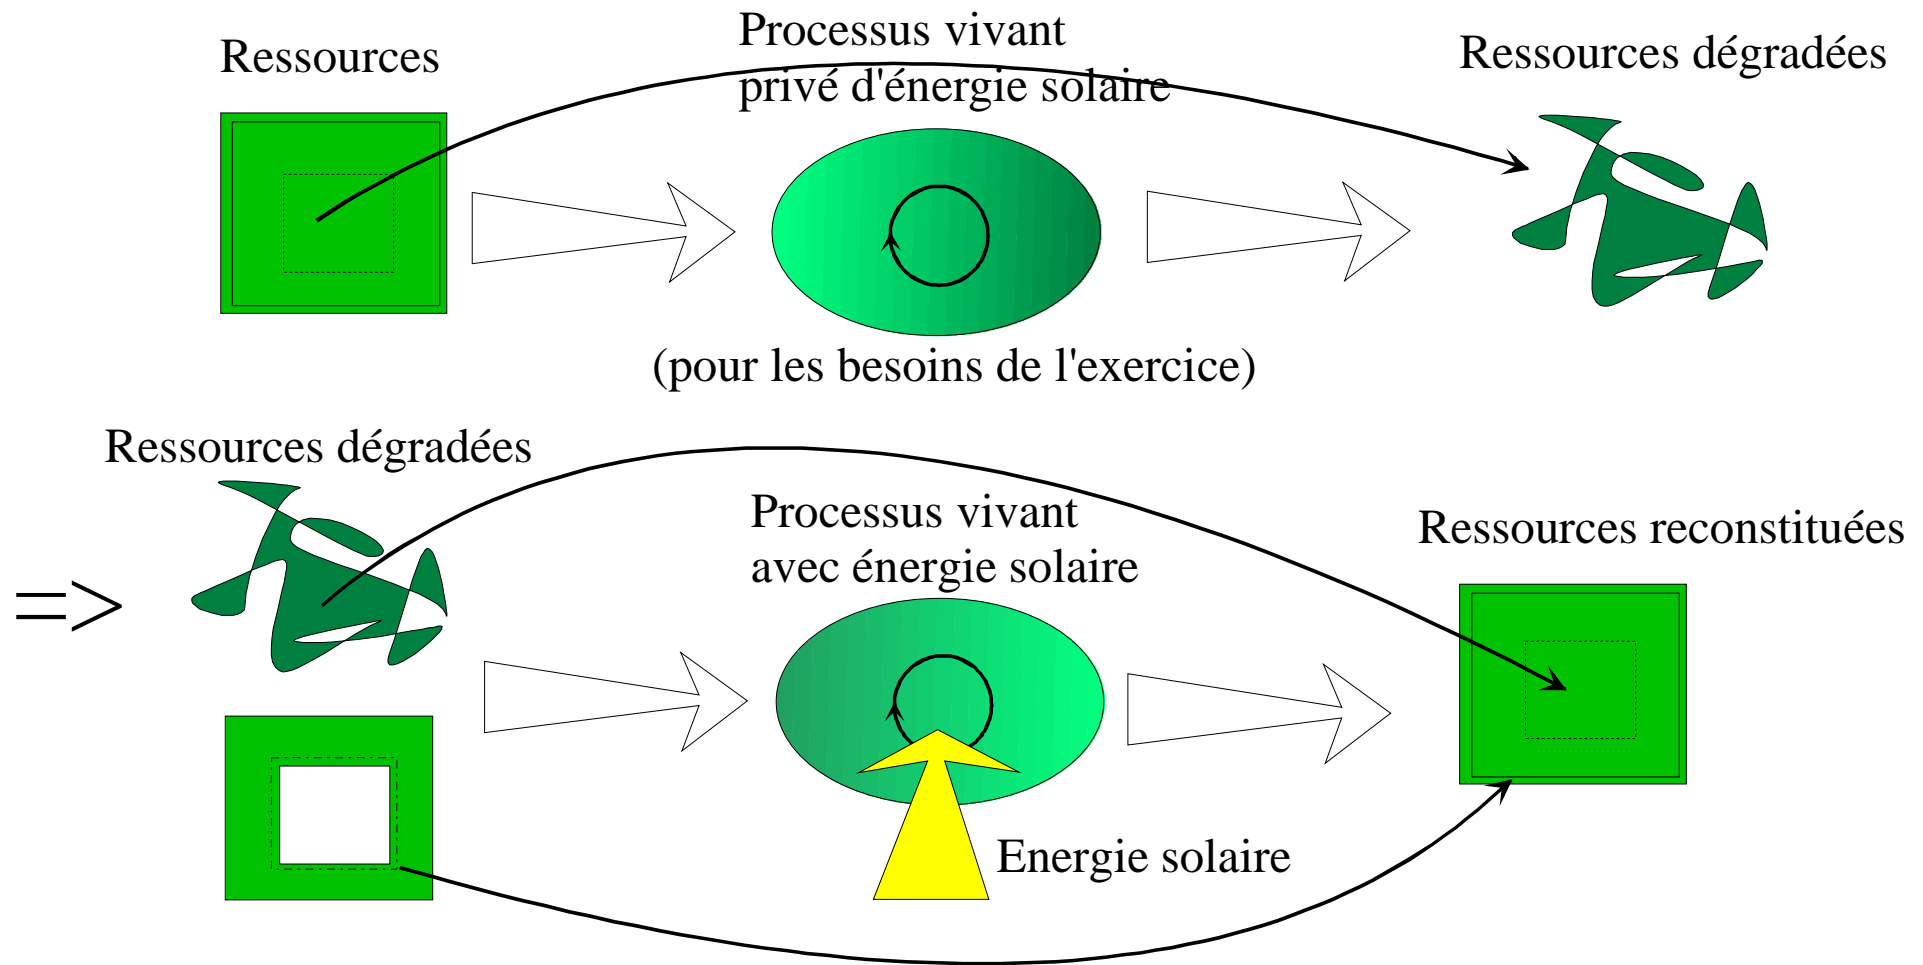 Ressources
Processus vivant
privé d'énergie solaire
Ressources dégradées
(pour les besoins de l'exercice)
Ressources dégradées
Processus vivant
avec énergie solaire
Ressources reconstituées
=>
Energie solaire